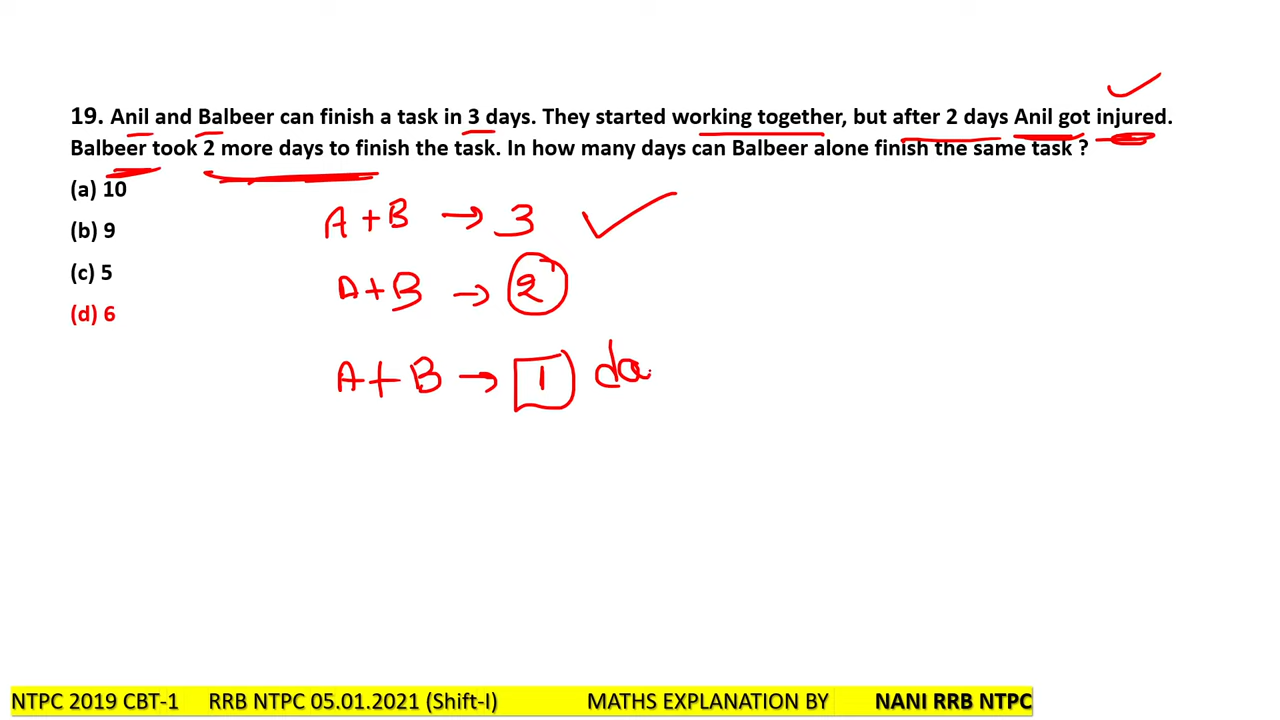 19. Anil and Balbeer can finish a task in 3 days. They started working together, but after 2 days Anil got injured.
Balbeer took 2 more days to finish the task. In how many days can Balbeer alone finish the same task ?
(a) 10
(b) 9
(c) 5
(d) 6
A + B → 3
A + B → 2
A + B → 1 da
NTPC 2019 CBT-1 RRB NTPC 05.01.2021 (Shift-I) MATHS EXPLANATION BY NANI RRB NTPC